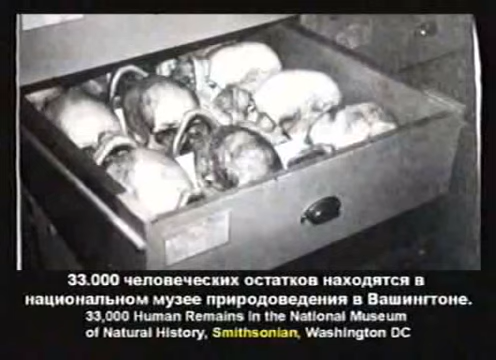 33.000 человеческих остатков находятся в
национальном музее природоведения в Вашингтоне.
33,000 Human Remains in the National Museum
of Natural History, Smithsonian, Washington DC